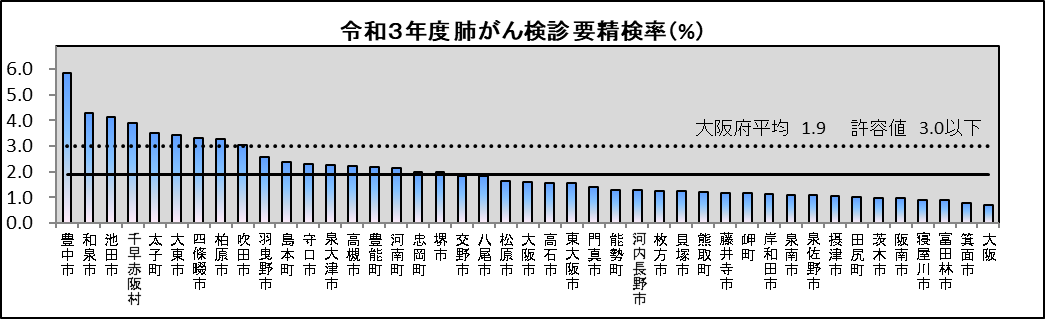 令和3年度肺がん検診要精検率(%)
6.0
5.0
4.0
3.0
2.0
1.0
0.0
大阪府平均 1.9 許容値 3.0以下
豊中市
和泉市
池田市
千早赤阪村
太子町
大東市
四條畷市
柏原市
吹田市
羽曳野市
島本町
守口市
泉大津市
高槻市
豊能町
河南町
忠岡町
堺市
交野市
八尾市
松原市
大阪市
高石市
東大阪市
門真市
能勢町
河内長野市
枚方市
貝塚市
熊取町
藤井寺市
岬町
岸和田市
泉南市
泉佐野市
摂津市
田尻町
茨木市
阪南市
寝屋川市
富田林市
箕面市
大阪